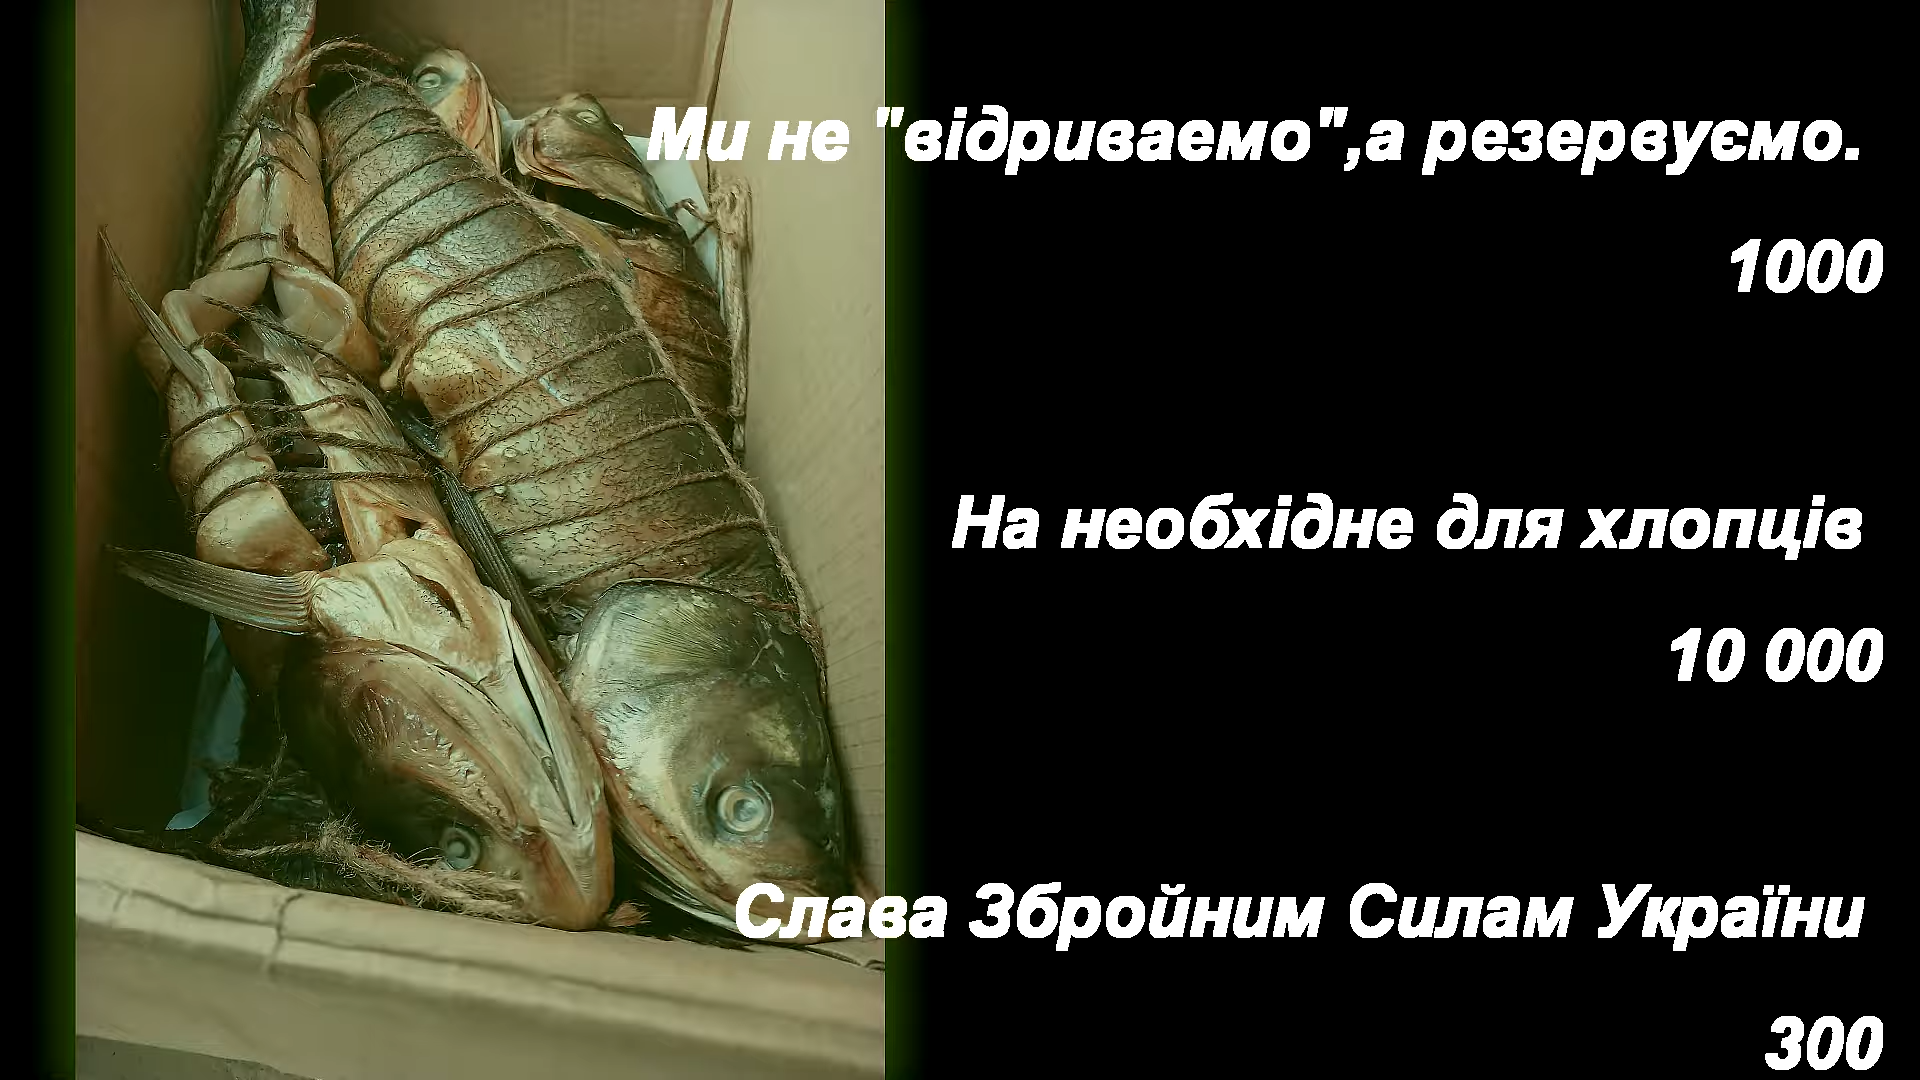 Ми не "відриваемо",а резервуємо.
1000
На необхідне для хлопців
10 000
Слава Збройним Силам України
300